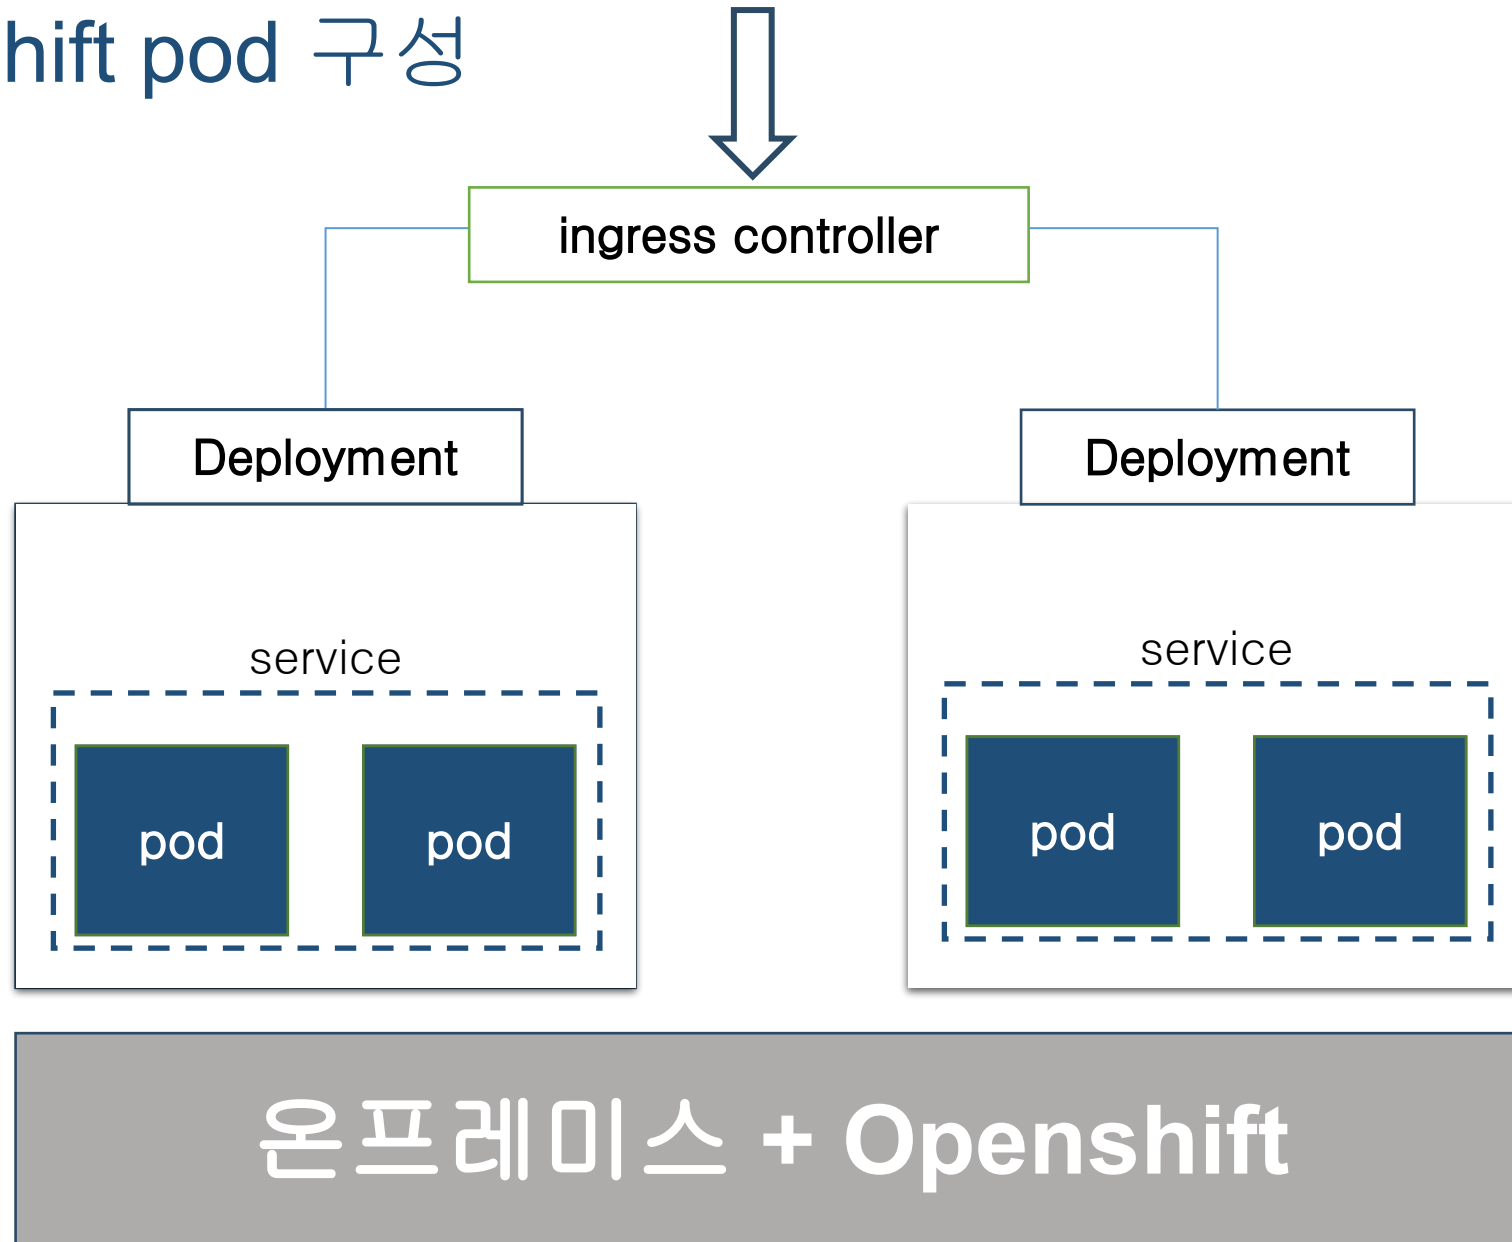 hift pod 구성
ingress controller
Deployment
Deployment
service
service
pod
pod
pod
pod
온프레미스 + Openshift